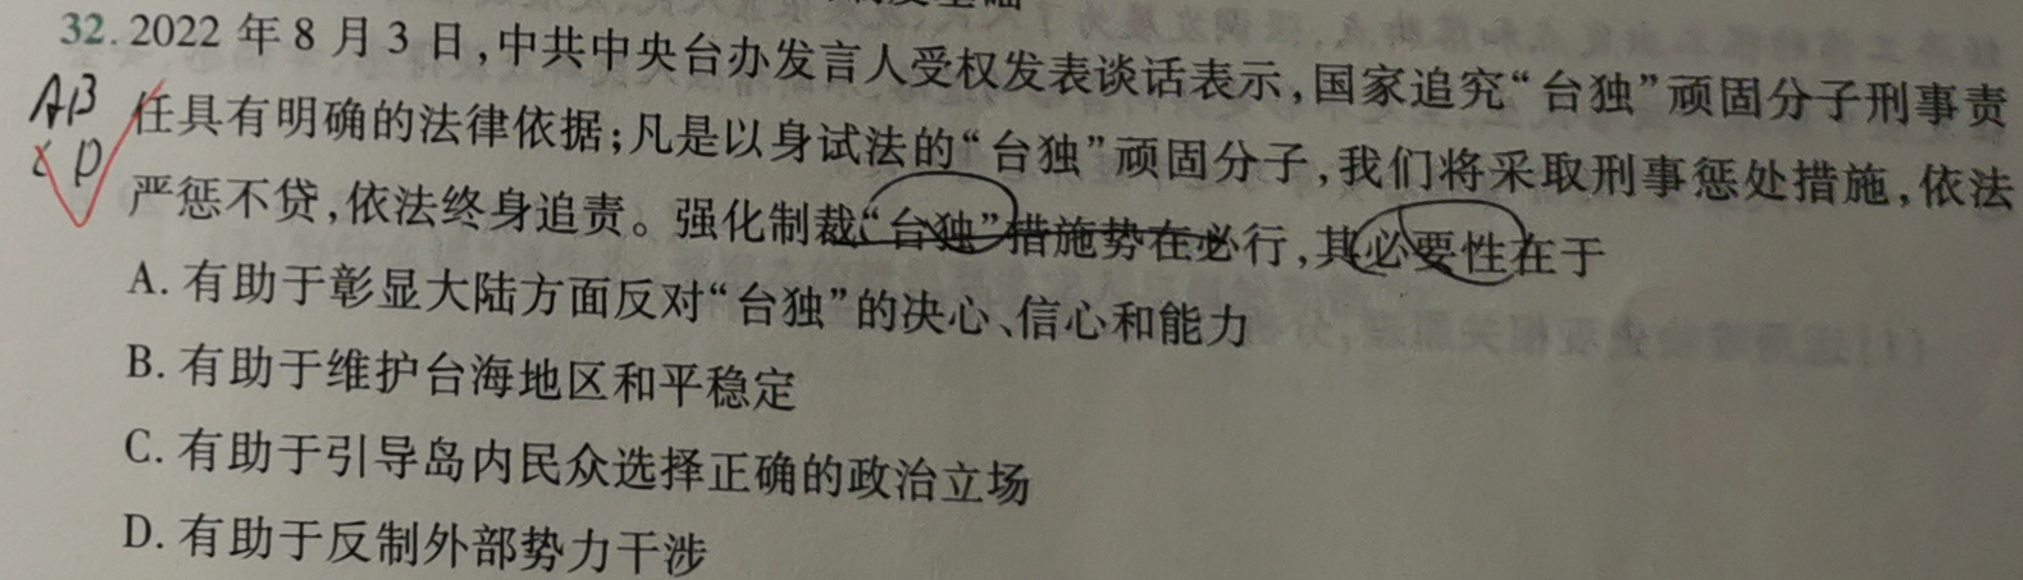 32. 2022 年 8 月 3 日,中共中央台办发言人受权发表谈话表示,国家追究“台独”顽固分子刑事责
AB
任具有明确的法律依据;凡是以身试法的“台独”顽固分子,我们将采取刑事惩处措施,依法
CD
严惩不贷,依法终身追责。强化制裁“台独”措施势在必行,其必要性在于
A. 有助于彰显大陆方面反对“台独”的决心、信心和能力
B. 有助于维护台海地区和平稳定
C. 有助于引导岛内民众选择正确的政治立场
D. 有助于反制外部势力干涉